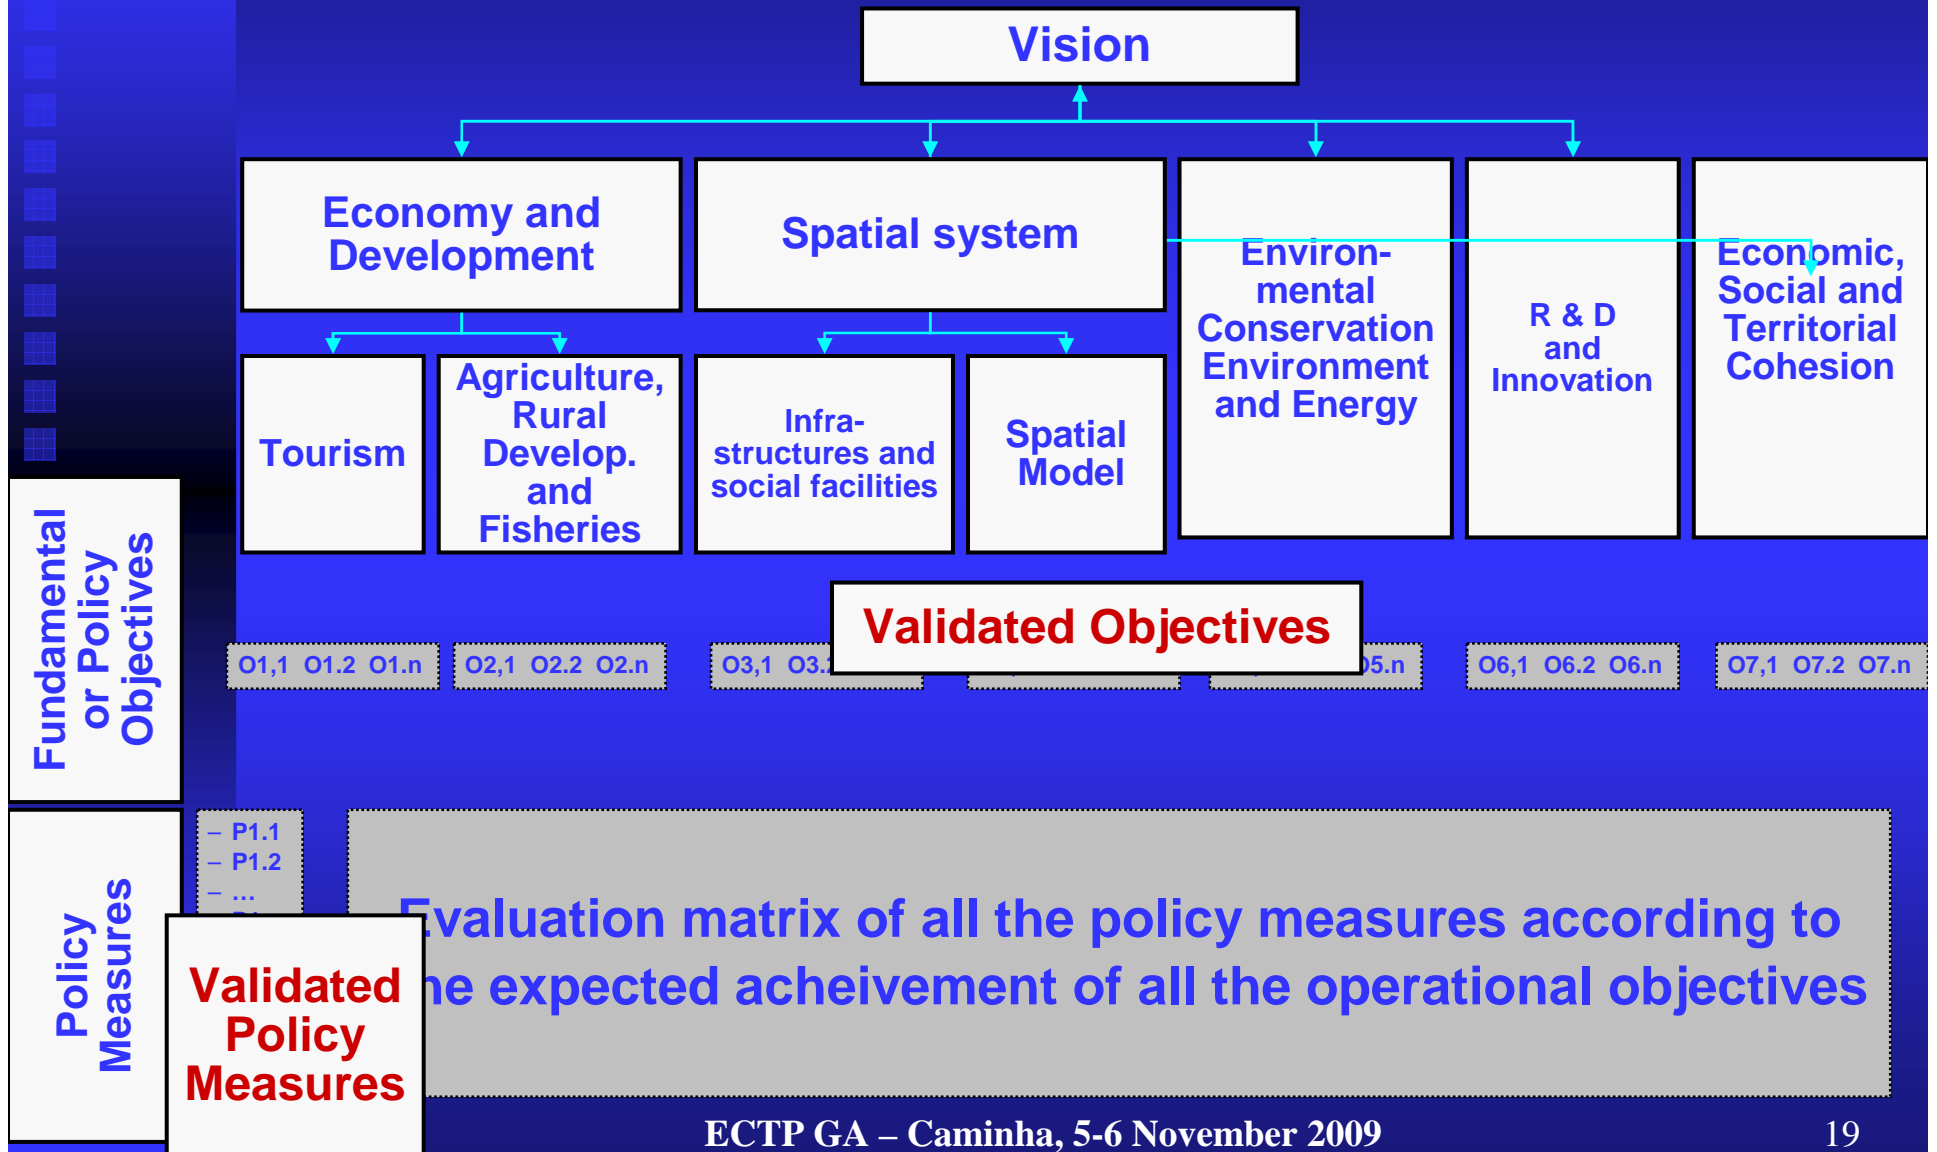 Vision
Economy and
Development
Spatial system
Environ-
mental
Conservation
Environment
and Energy
R & D
and
Innovation
Economic,
Social and
Territorial
Cohesion
Tourism
Agriculture,
Rural
Develop.
and
Fisheries
Infra-
structures and
social facilities
Spatial
Model
Fundamental
or Policy
Objectives
Validated Objectives
O1,1 O1.2 O1.n
O2,1 O2.2 O2.n
O3,1
O5.n
O6,1 O6.2 O6.n
O7,1 O7.2 O7.n
Policy
Measures
– P1.1
– P1.2
– ...
Validated
Policy
Measures
Evaluation matrix of all the policy measures according to
expected acheivement of all the operational objectives
ECTP GA – Caminha, 5-6 November 2009
19